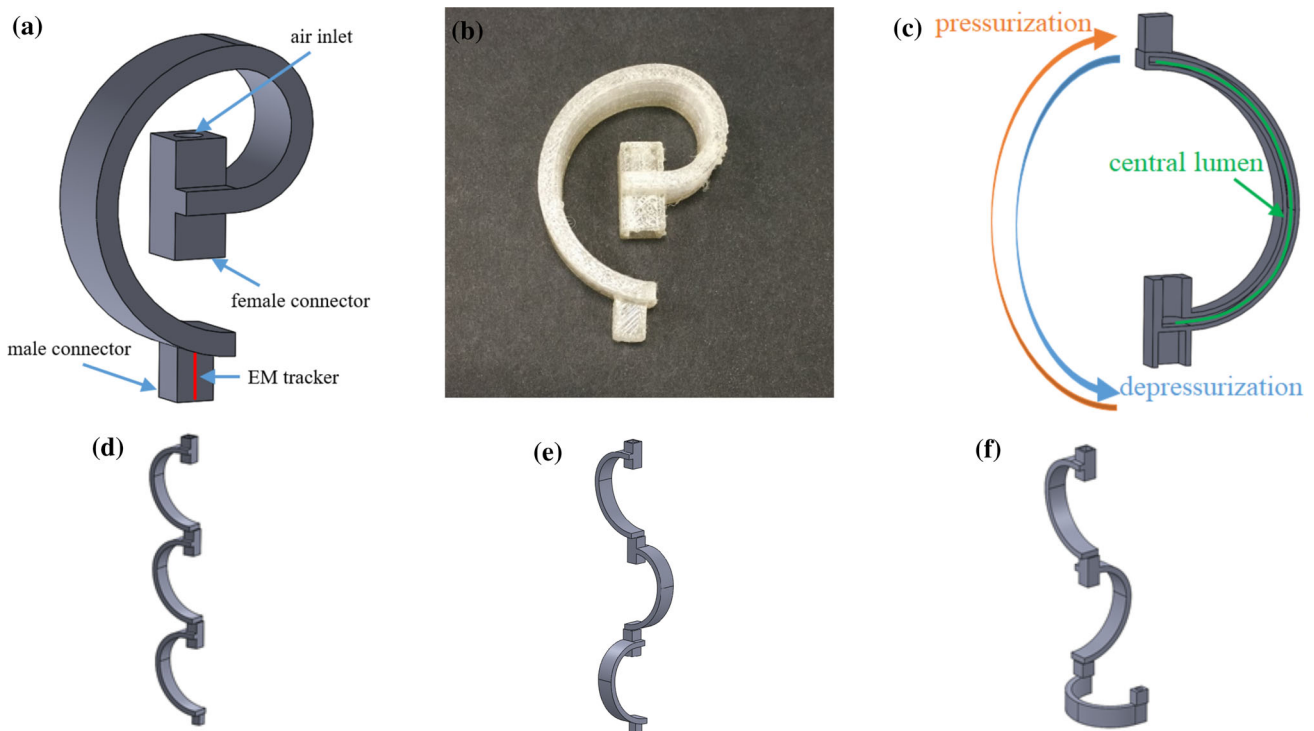 (a)
air inlet
female connector
male connector
EM tracker
(b)
(c)
pressurization
central lumen
depressurization
(d)
(e)
(f)